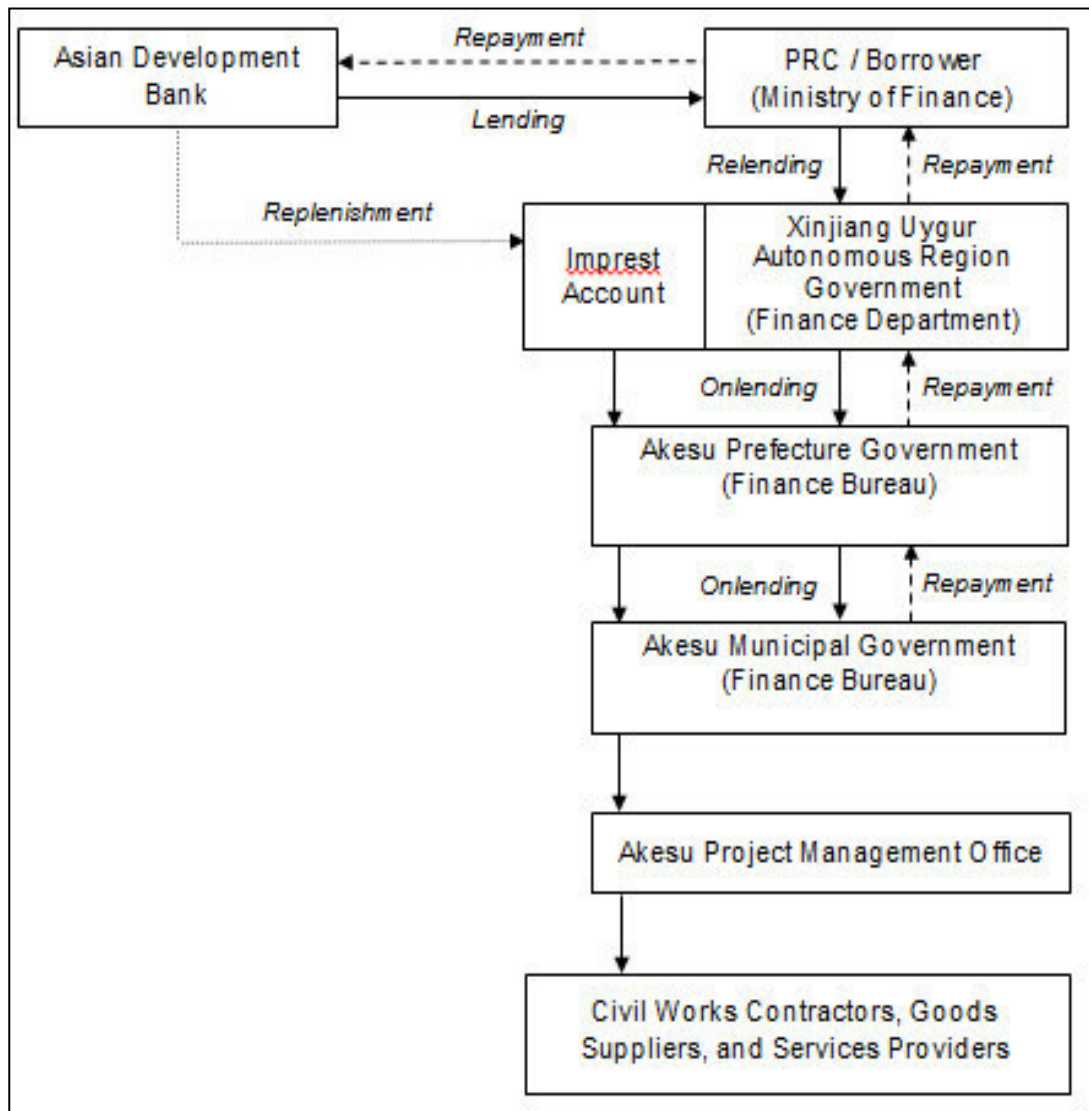 Asian Development
Bank
Repayment
Lending
PRC / Borrower
(Ministry of Finance)
Relending
Repayment
Replenishment
Imprest
Account
Xinjiang Uygur
Autonomous Region
Government
(Finance Department)
Onlending
Repayment
Akesu Prefecture Government
(Finance Bureau)
Onlending
Repayment
Akesu Municipal Government
(Finance Bureau)
Akesu Project Management Office
Civil Works Contractors, Goods
Suppliers, and Services Providers